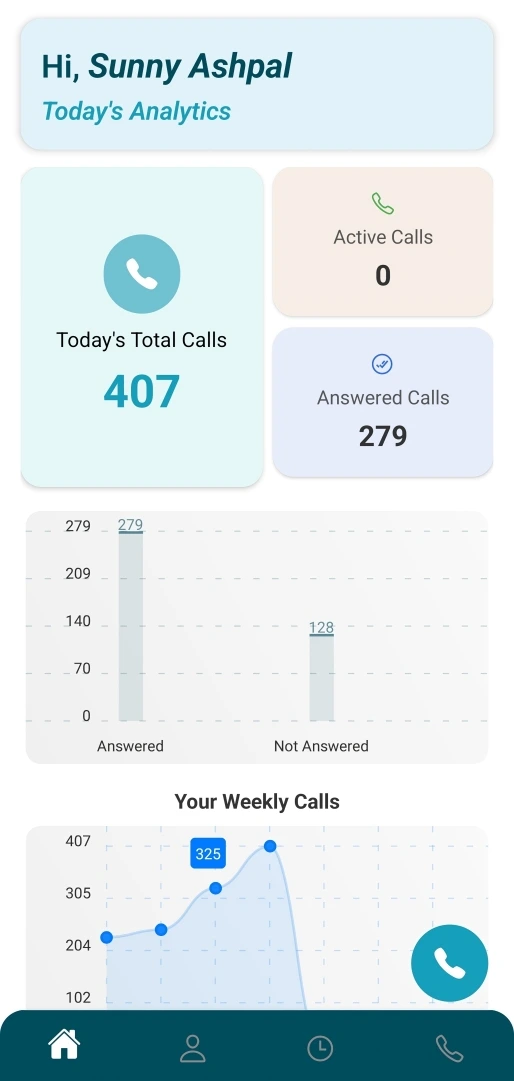 Hi, Sunny Ashpal
Today's Analytics
Today's Total Calls
407
Active Calls
0
Answered Calls
279
279
209
140
70
0
279
128
Answered
Not Answered
Your Weekly Calls
407
305
204
102
325